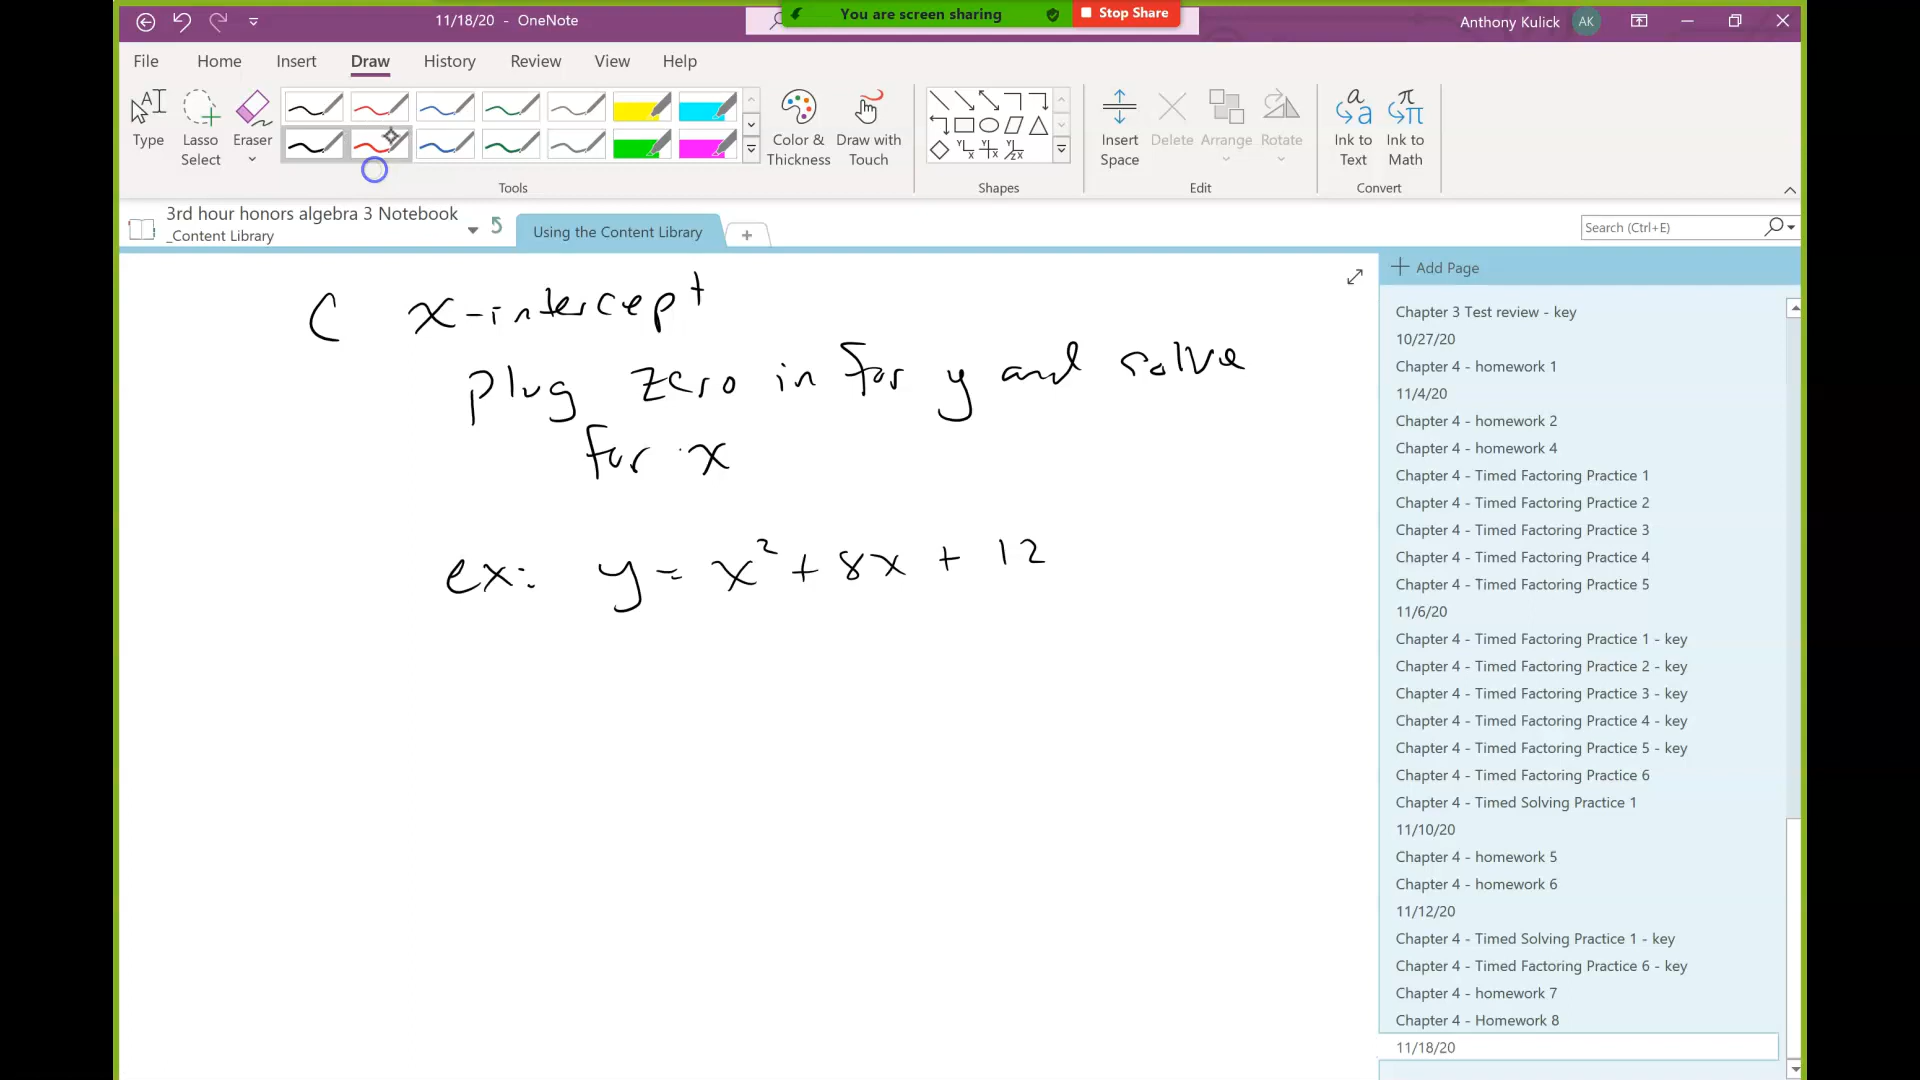 11/18/20 - OneNote
You are screen sharing
Stop Share
Anthony Kulick
AK
File Home Insert Draw History Review View Help
Type
Lasso Select
Eraser
Color & Thickness
Draw with Touch
Insert Space
Delete
Arrange
Rotate
Ink to Text
Ink to Math
Tools
Shapes
Edit
Convert
3rd hour honors algebra 3 Notebook
_Content Library
Using the Content Library
Search (Ctrl+E)
C x-intercept
plug zero in for y and solve
for x
ex: y = x² + 8x + 12
Add Page
Chapter 3 Test review - key
10/27/20
Chapter 4 - homework 1
11/4/20
Chapter 4 - homework 2
Chapter 4 - homework 4
Chapter 4 - Timed Factoring Practice 1
Chapter 4 - Timed Factoring Practice 2
Chapter 4 - Timed Factoring Practice 3
Chapter 4 - Timed Factoring Practice 4
Chapter 4 - Timed Factoring Practice 5
11/6/20
Chapter 4 - Timed Factoring Practice 1 - key
Chapter 4 - Timed Factoring Practice 2 - key
Chapter 4 - Timed Factoring Practice 3 - key
Chapter 4 - Timed Factoring Practice 4 - key
Chapter 4 - Timed Factoring Practice 5 - key
Chapter 4 - Timed Factoring Practice 6
Chapter 4 - Timed Solving Practice 1
11/10/20
Chapter 4 - homework 5
Chapter 4 - homework 6
11/12/20
Chapter 4 - Timed Solving Practice 1 - key
Chapter 4 - Timed Factoring Practice 6 - key
Chapter 4 - homework 7
Chapter 4 - Homework 8
11/18/20